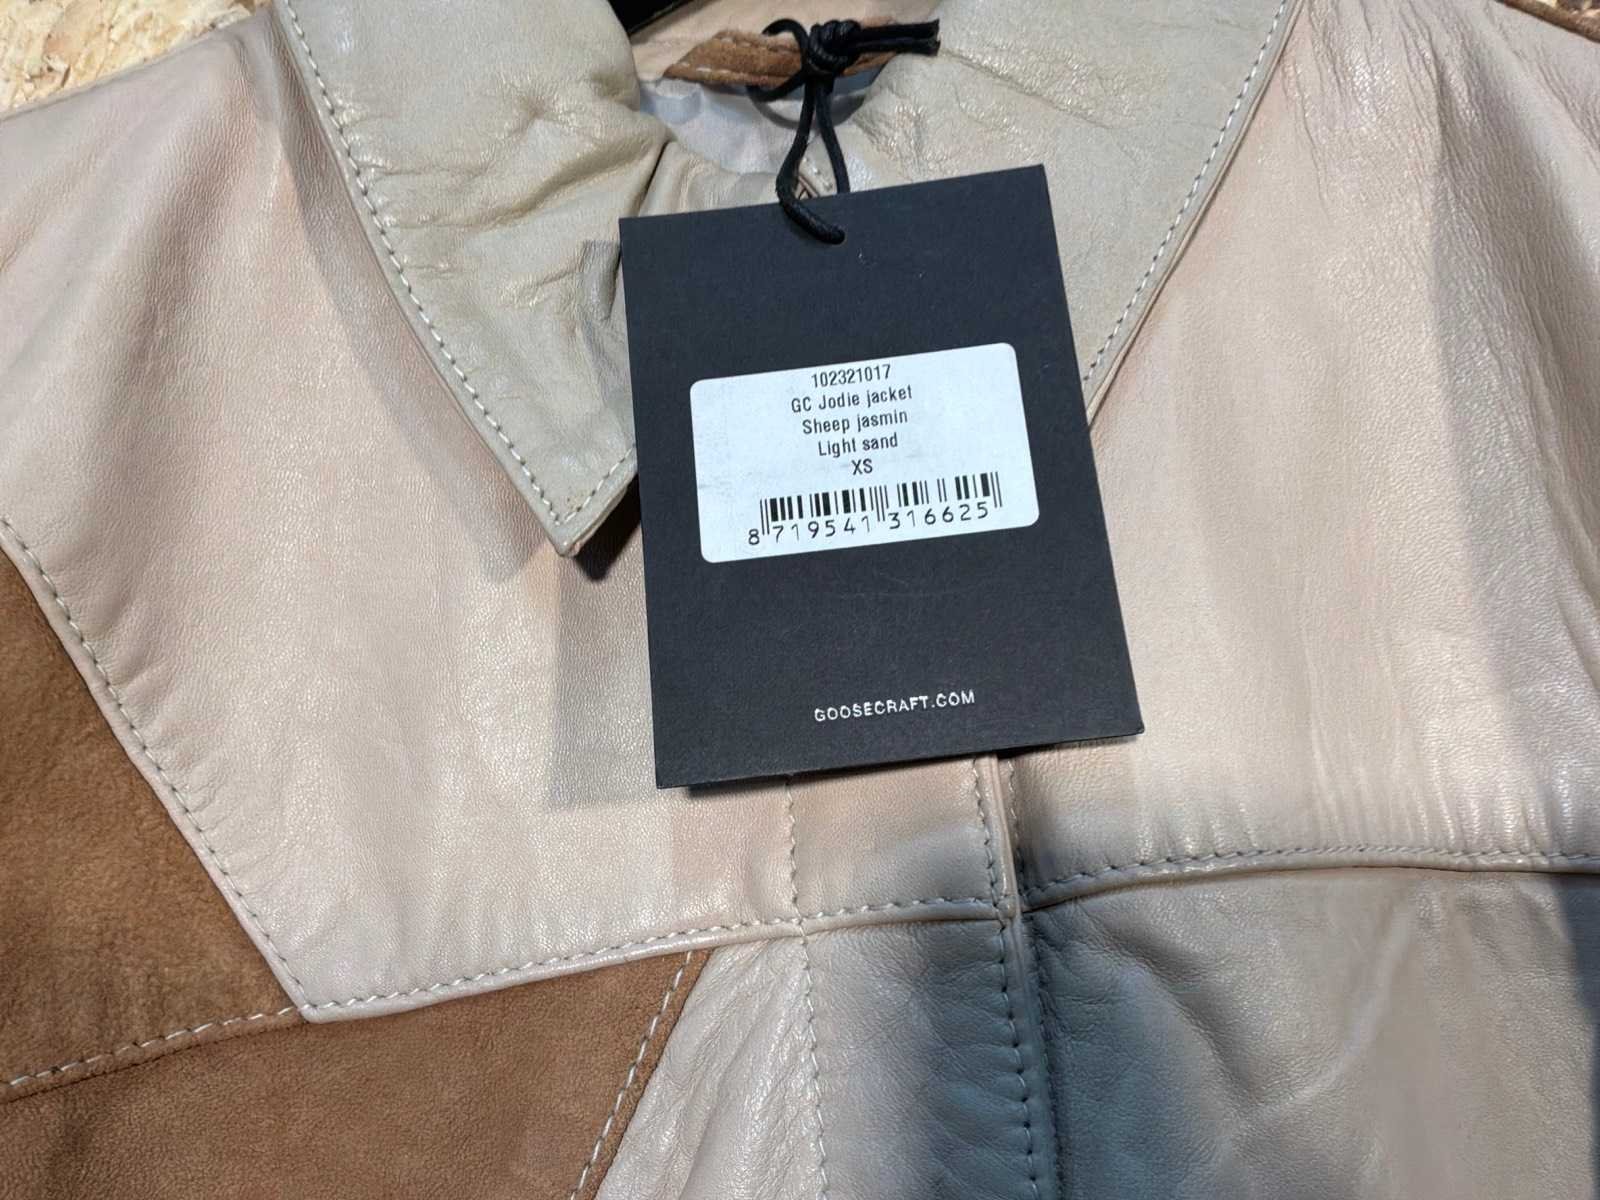 102321017
GC Jodie jacket
Sheep jasmin
Light sand
XS
8 719541 316625
GOOSECRAFT.COM